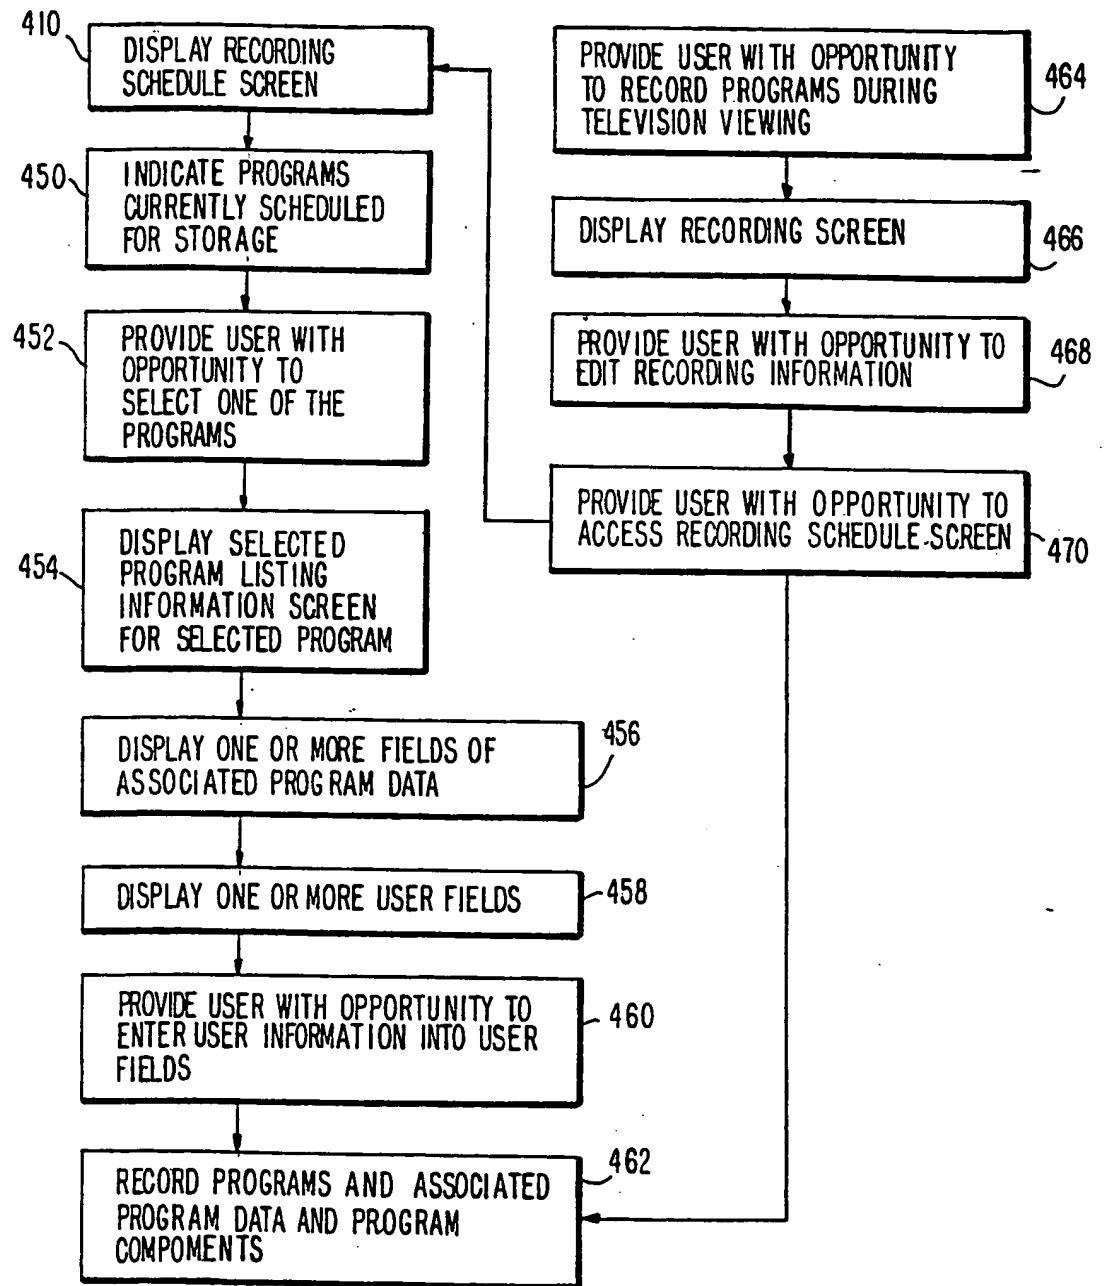 410
DISPLAY RECORDING
SCHEDULE SCREEN
450
INDICATE PROGRAMS
CURRENTLY SCHEDULED
FOR STORAGE
452
PROVIDE USER WITH
OPPORTUNITY TO
SELECT ONE OF THE
PROGRAMS
454
DISPLAY SELECTED
PROGRAM LISTING
INFORMATION SCREEN
FOR SELECTED PROGRAM
DISPLAY ONE OR MORE FIELDS OF
ASSOCIATED PROGRAM DATA
456
DISPLAY ONE OR MORE USER FIELDS
458
PROVIDE USER WITH OPPORTUNITY TO
ENTER USER INFORMATION INTO USER
FIELDS
460
RECORD PROGRAMS AND ASSOCIATED
PROGRAM DATA AND PROGRAM
COMPOMENTS
462
PROVIDE USER WITH OPPORTUNITY
TO RECORD PROGRAMS DURING
TELEVISION VIEWING
464
DISPLAY RECORDING SCREEN
466
PROVIDE USER WITH OPPORTUNITY TO
EDIT RECORDING INFORMATION
468
PROVIDE USER WITH OPPORTUNITY TO
ACCESS RECORDING SCHEDULE SCREEN
470